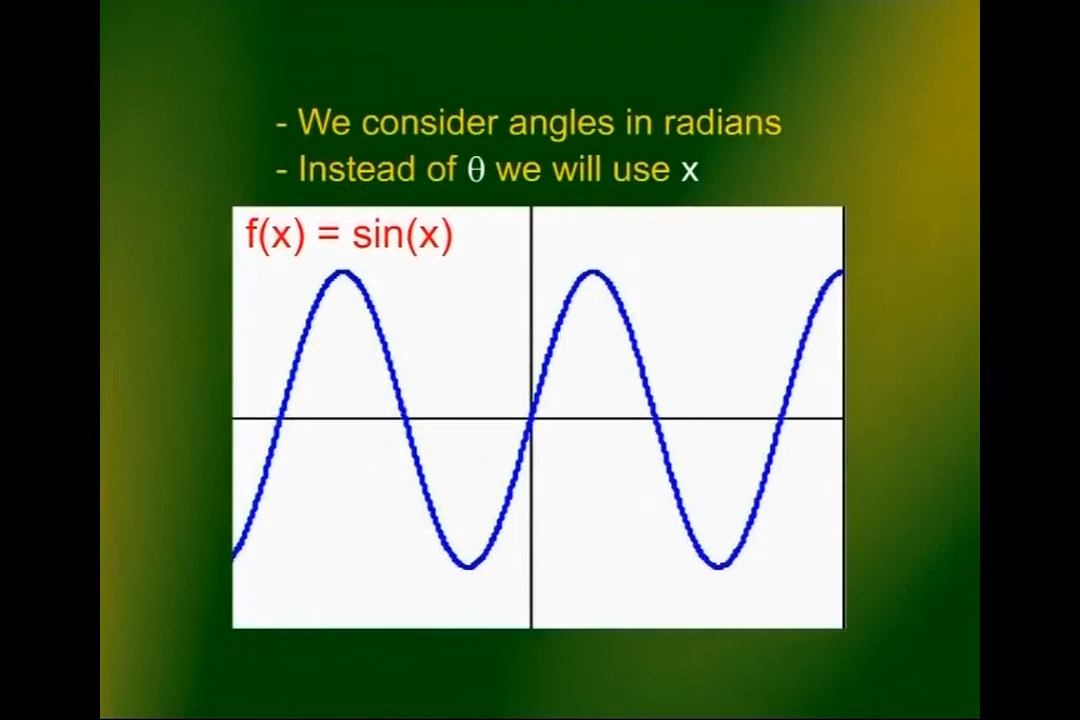 - We consider angles in radians
- Instead of θ we will use x
f(x) = sin(x)